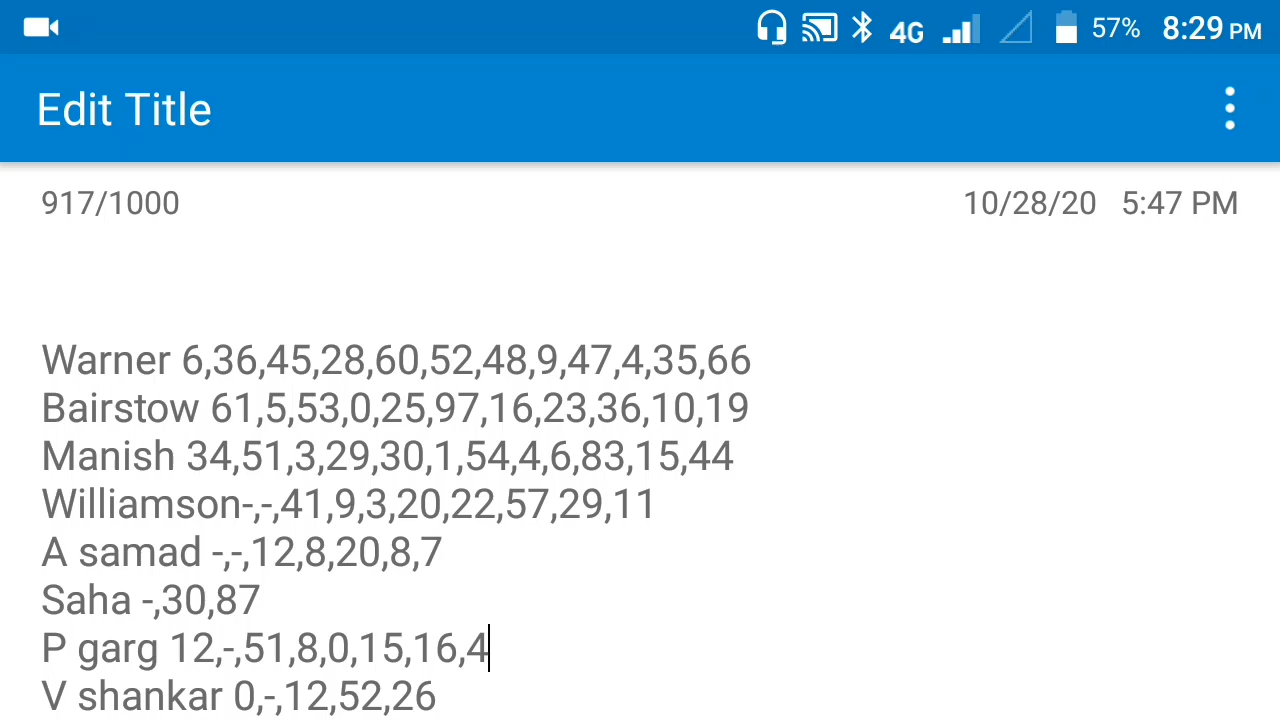 4G 57% 8:29 PM
Edit Title
917/1000 10/28/20 5:47 PM
Warner 6,36,45,28,60,52,48,9,47,4,35,66
Bairstow 61,5,53,0,25,97,16,23,36,10,19
Manish 34,51,3,29,30,1,54,4,6,83,15,44
Williamson-,-,41,9,3,20,22,57,29,11
A samad -,-,12,8,20,8,7
Saha -,30,87
P garg 12,-,51,8,0,15,16,4
V shankar 0,-,12,52,26